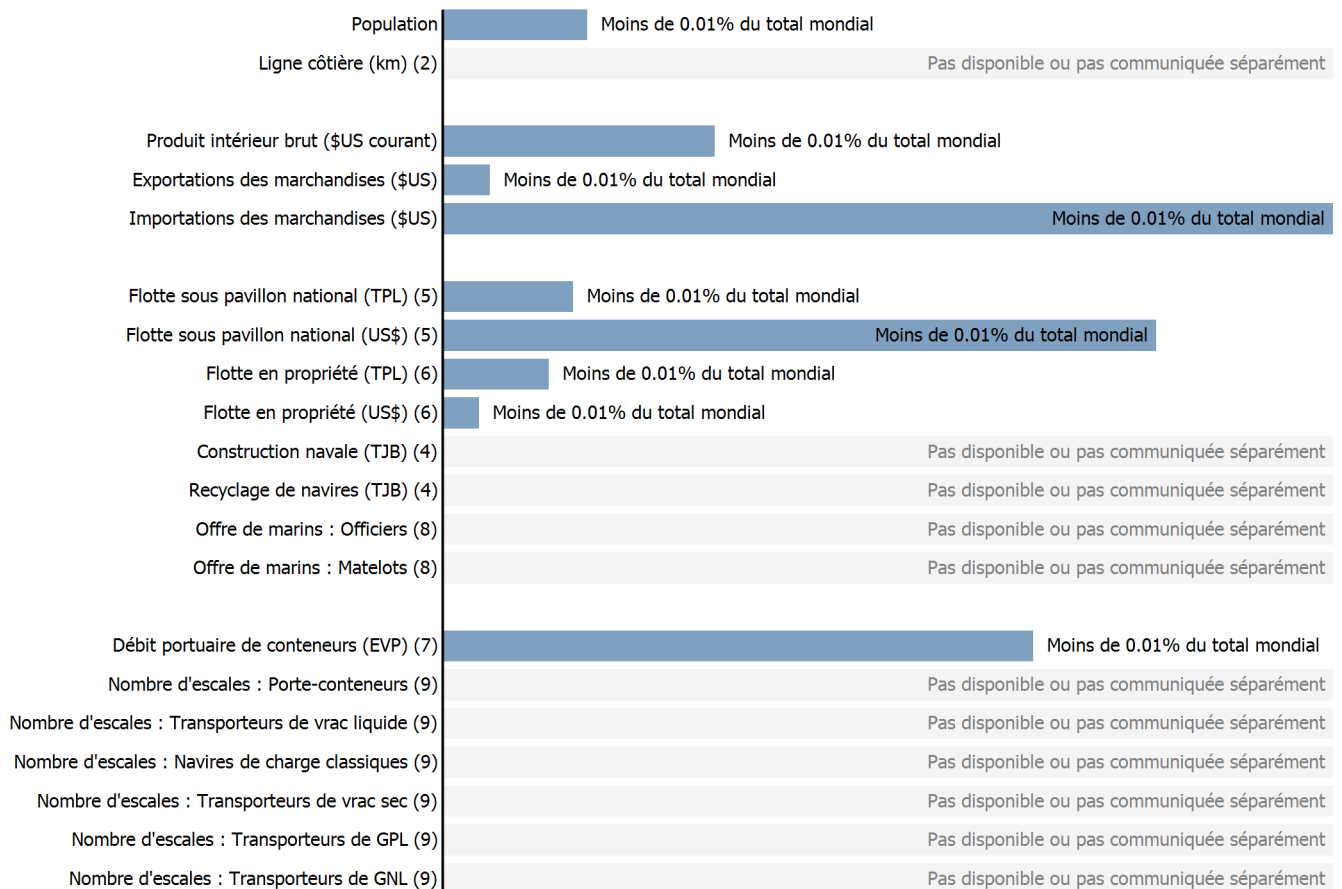 Population Moins de 0.01% du total mondial
Ligne côtière (km) (2) Pas disponible ou pas communiquée séparément
Produit intérieur brut ($US courant) Moins de 0.01% du total mondial
Exportations des marchandises ($US) Moins de 0.01% du total mondial
Importations des marchandises ($US) Moins de 0.01% du total mondial
Flotte sous pavillon national (TPL) (5) Moins de 0.01% du total mondial
Flotte sous pavillon national (US$) (5) Moins de 0.01% du total mondial
Flotte en propriété (TPL) (6) Moins de 0.01% du total mondial
Flotte en propriété (US$) (6) Moins de 0.01% du total mondial
Construction navale (TJB) (4) Pas disponible ou pas communiquée séparément
Recyclage de navires (TJB) (4) Pas disponible ou pas communiquée séparément
Offre de marins : Officiers (8) Pas disponible ou pas communiquée séparément
Offre de marins : Matelots (8) Pas disponible ou pas communiquée séparément
Débit portuaire de conteneurs (EVP) (7) Moins de 0.01% du total mondial
Nombre d'escales : Porte-conteneurs (9) Pas disponible ou pas communiquée séparément
Nombre d'escales : Transporteurs de vrac liquide (9) Pas disponible ou pas communiquée séparément
Nombre d'escales : Navires de charge classiques (9) Pas disponible ou pas communiquée séparément
Nombre d'escales : Transporteurs de vrac sec (9) Pas disponible ou pas communiquée séparément
Nombre d'escales : Transporteurs de GPL (9) Pas disponible ou pas communiquée séparément
Nombre d'escales : Transporteurs de GNL (9) Pas disponible ou pas communiquée séparément